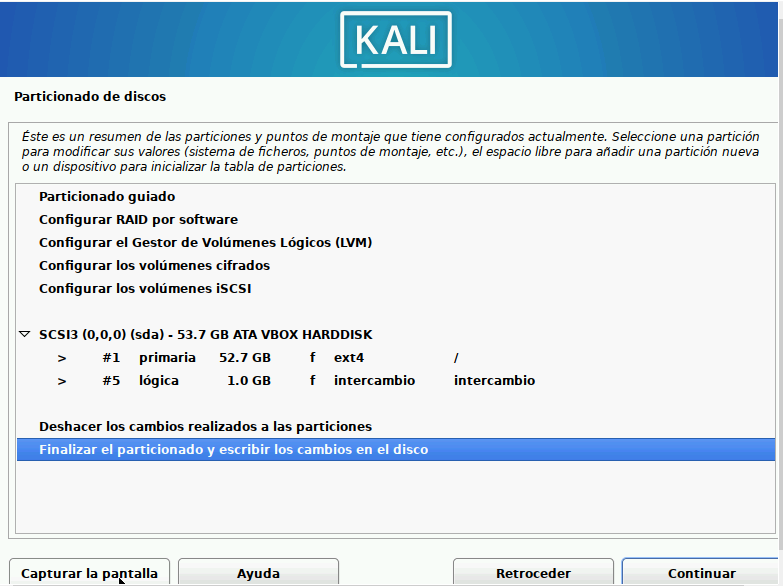 KALI
Particionado de discos
Éste es un resumen de las particiones y puntos de montaje que tiene configurados actualmente. Seleccione una partición
para modificar sus valores (sistema de ficheros, puntos de montaje, etc.), el espacio libre para añadir una partición nueva
o un dispositivo para inicializar la tabla de particiones.
Particionado guiado
Configurar RAID por software
Configurar el Gestor de Volúmenes Lógicos (LVM)
Configurar los volúmenes cifrados
Configurar los volúmenes iSCSI
SCSI3 (0,0,0) (sda) - 53.7 GB ATA VBOX HARDDISK
> #1 primaria 52.7 GB f ext4 /
> #5 lógica 1.0 GB f intercambio intercambio
Deshacer los cambios realizados a las particiones
Finalizar el particionado y escribir los cambios en el disco
Capturar la pantalla Ayuda Retroceder Continuar